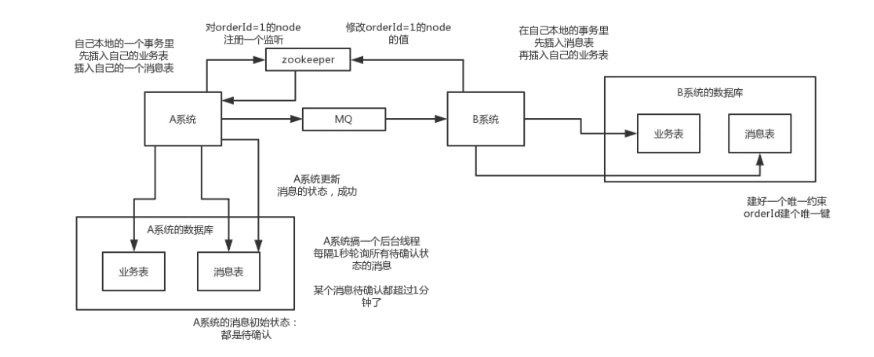 对orderId=1的node
注册一个监听
修改orderId=1的node
的值
自己本地的一个事务里
先插入自己的业务表
插入自己的一个消息表
在自己本地的事务里
先插入消息表
再插入自己的业务表
zookeeper
A系统
MQ
B系统
B系统的数据库
业务表
消息表
A系统更新
消息的状态，成功
建好一个唯一约束
orderId建个唯一键
A系统的数据库
业务表
消息表
A系统搞一个后台线程
每隔1秒轮询所有待确认状
态的消息
某个消息待确认都超过1分
钟了
A系统的消息初始状态：
都是待确认